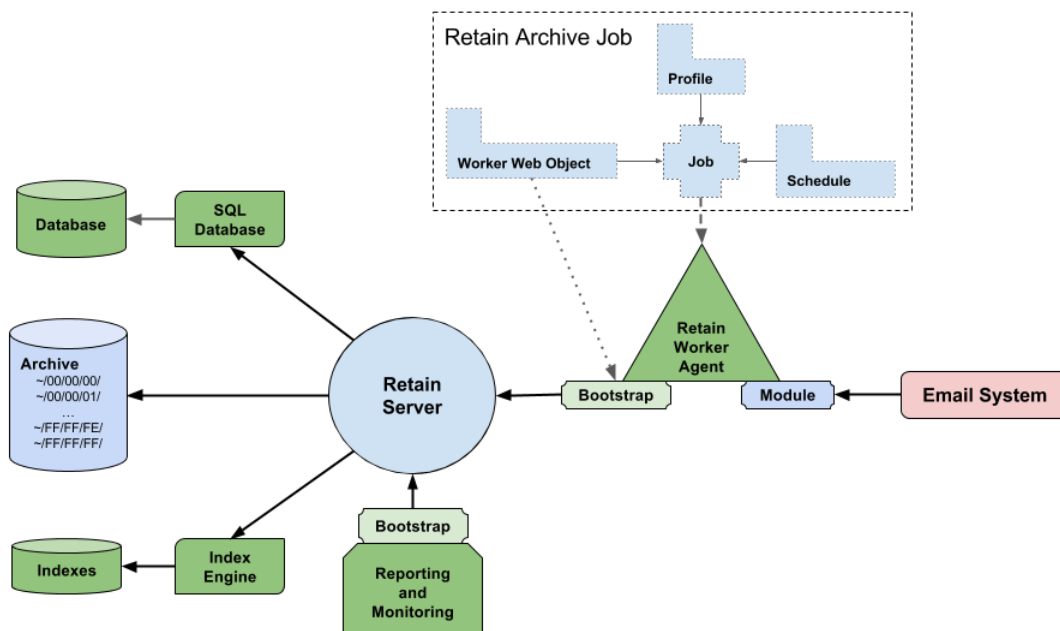 Retain Archive Job
Profile
Worker Web Object
Job
Schedule
Database
SQL
Database
Retain
Worker
Agent
Archive
~/00/00/00/
~/00/00/01/
...
~/FF/FF/FE/
~/FF/FF/FF/
Retain
Server
Bootstrap
Module
Email System
Bootstrap
Indexes
Index
Engine
Reporting
and
Monitoring